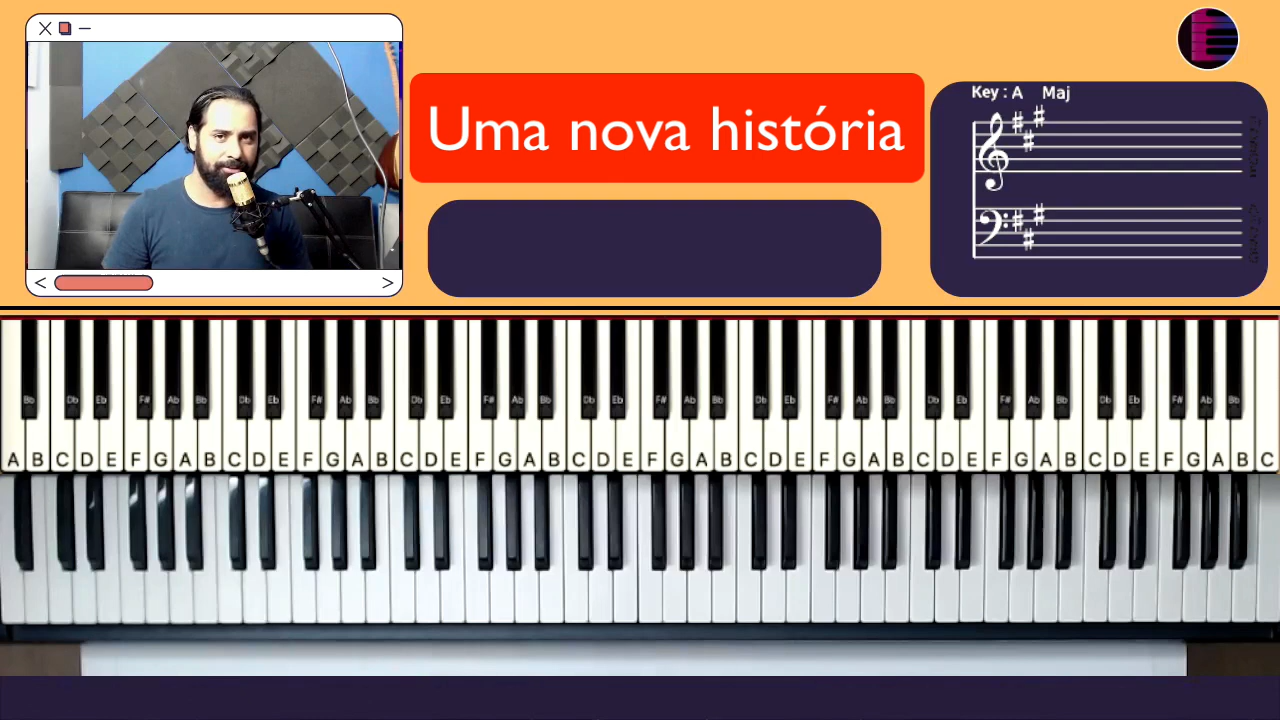 Uma nova história
Key : A Maj
Bb Db Eb F# Ab Bb Db Eb F# Ab Bb Db Eb F# Ab Bb Db Eb F# Ab Bb Db Eb F# Ab Bb Db Eb F# Ab Bb Db Eb F# Ab Bb
A B C D E F G A B C D E F G A B C D E F G A B C D E F G A B C D E F G A B C D E F G A B C D E F G A B C